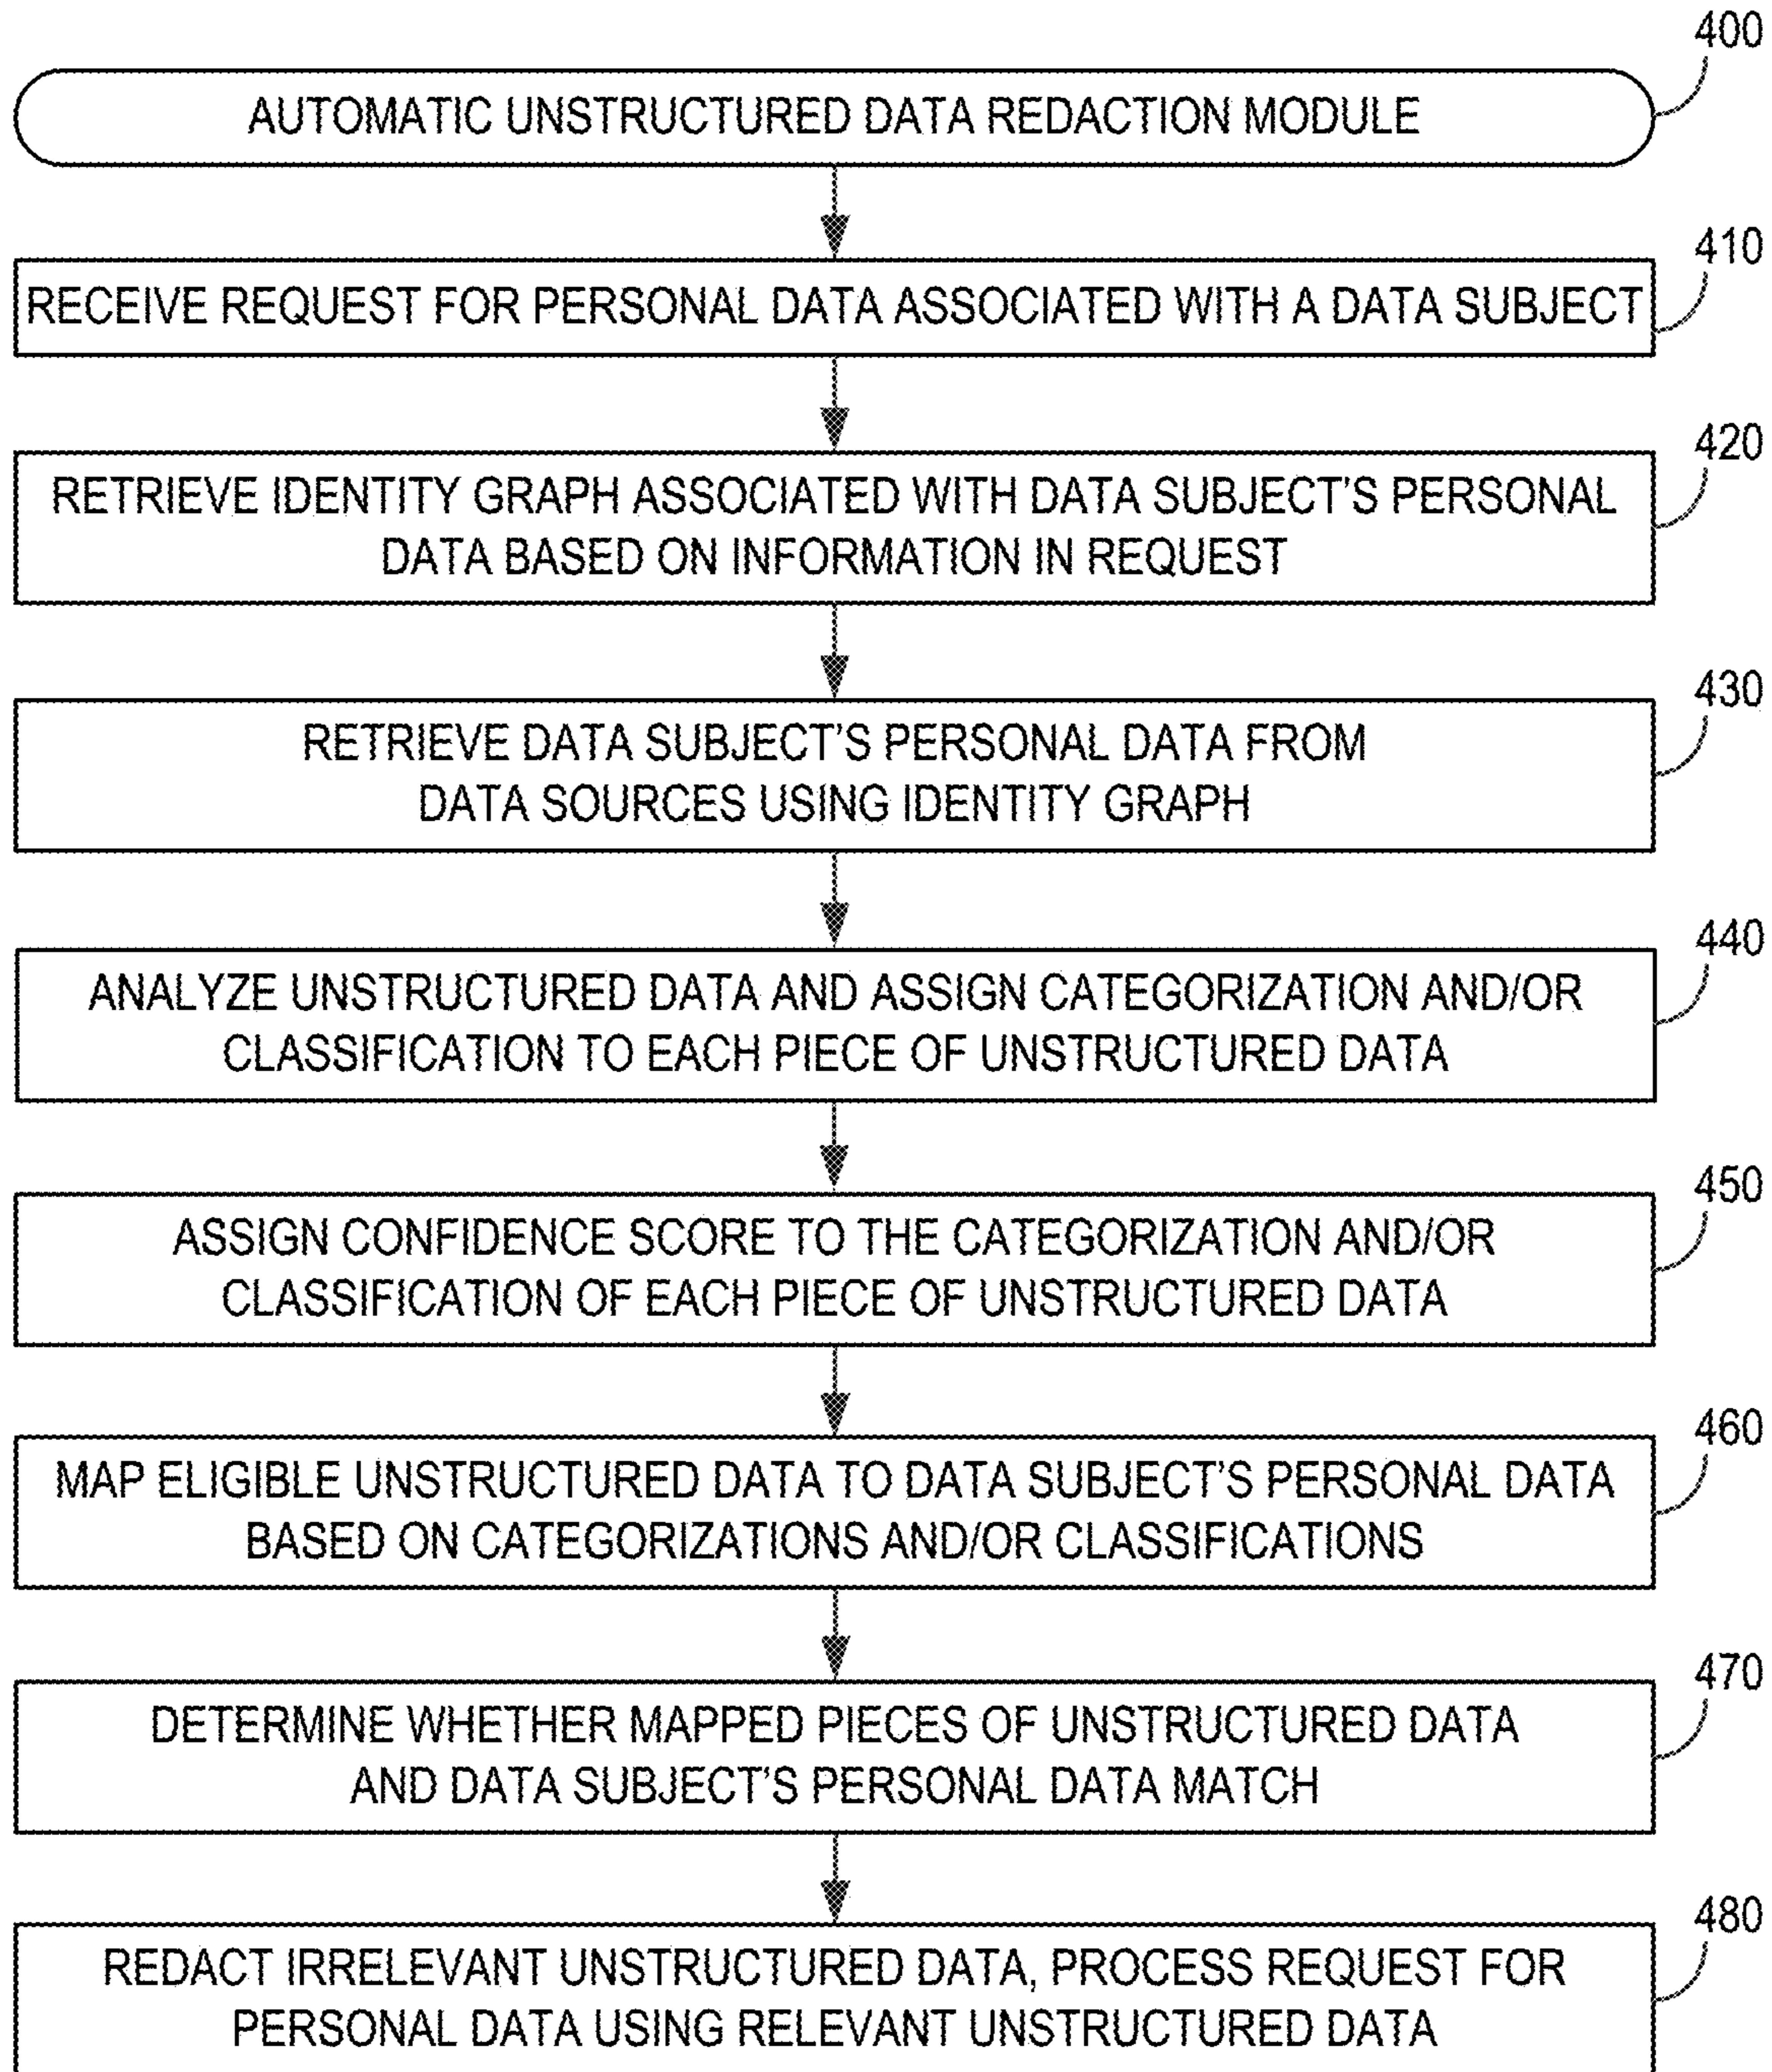 400
AUTOMATIC UNSTRUCTURED DATA REDACTION MODULE
410
RECEIVE REQUEST FOR PERSONAL DATA ASSOCIATED WITH A DATA SUBJECT
420
RETRIEVE IDENTITY GRAPH ASSOCIATED WITH DATA SUBJECT'S PERSONAL
DATA BASED ON INFORMATION IN REQUEST
430
RETRIEVE DATA SUBJECT'S PERSONAL DATA FROM
DATA SOURCES USING IDENTITY GRAPH
440
ANALYZE UNSTRUCTURED DATA AND ASSIGN CATEGORIZATION AND/OR
CLASSIFICATION TO EACH PIECE OF UNSTRUCTURED DATA
450
ASSIGN CONFIDENCE SCORE TO THE CATEGORIZATION AND/OR
CLASSIFICATION OF EACH PIECE OF UNSTRUCTURED DATA
460
MAP ELIGIBLE UNSTRUCTURED DATA TO DATA SUBJECT'S PERSONAL DATA
BASED ON CATEGORIZATIONS AND/OR CLASSIFICATIONS
470
DETERMINE WHETHER MAPPED PIECES OF UNSTRUCTURED DATA
AND DATA SUBJECT'S PERSONAL DATA MATCH
480
REDACT IRRELEVANT UNSTRUCTURED DATA, PROCESS REQUEST FOR
PERSONAL DATA USING RELEVANT UNSTRUCTURED DATA